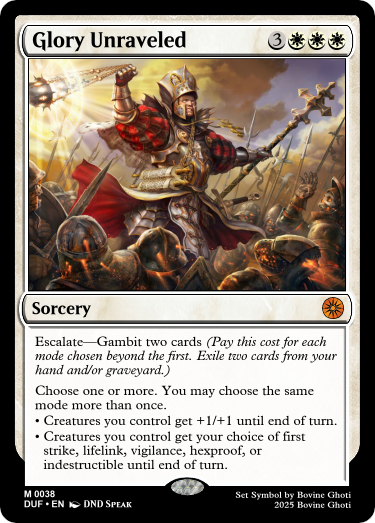 Glory Unraveled 3
Sorcery
Escalate—Gambit two cards (Pay this cost for each
mode chosen beyond the first. Exile two cards from your
hand and/or graveyard.)
Choose one or more. You may choose the same
mode more than once.
• Creatures you control get +1/+1 until end of turn.
• Creatures you control get your choice of first
strike, lifelink, vigilance, hexproof, or
indestructible until end of turn.
M 0038
DUF • EN DND Speak
Set Symbol by Bovine Ghoti
2025 Bovine Ghoti